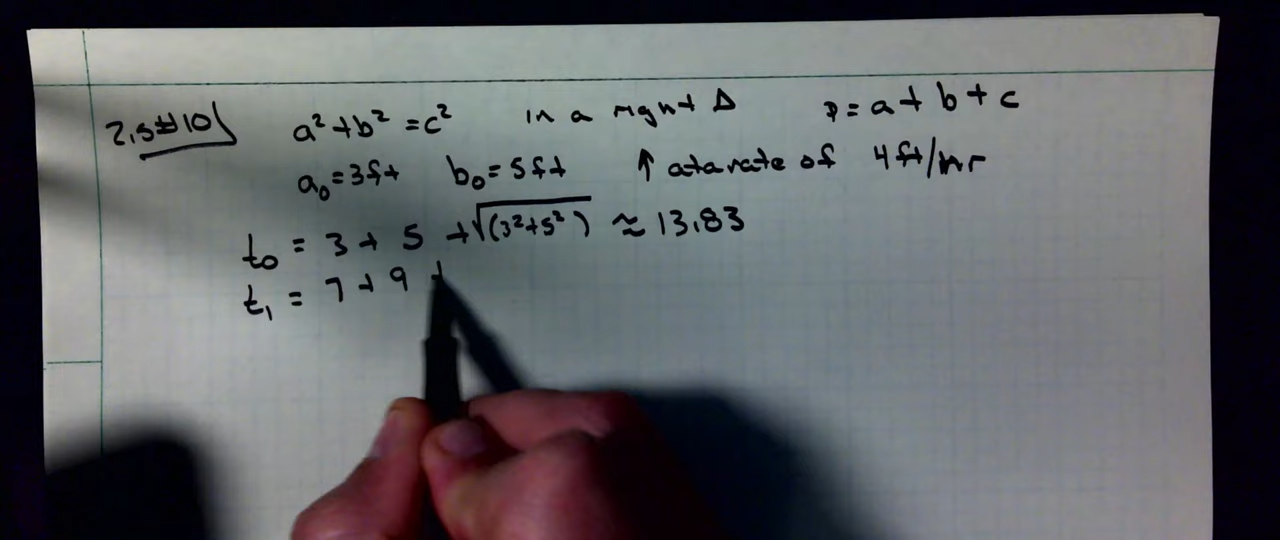 2.5#10) a² + b² = c² in a right Δ P = a + b + c
a₀ = 3ft b₀ = 5ft ↑ at a rate of 4ft/hr
t₀ = 3 + 5 + √(3²+5²) ≈ 13.83
t₁ = 7 + 9 +